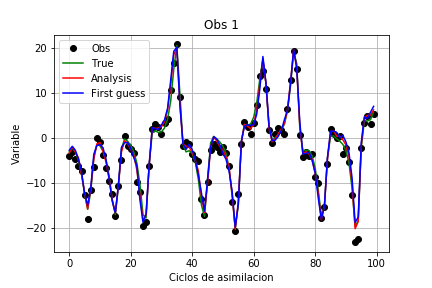 Obs 1
Variable
20
10
0
−10
−20
Obs
True
Analysis
First guess
0
20
40
60
80
100
Ciclos de asimilacion